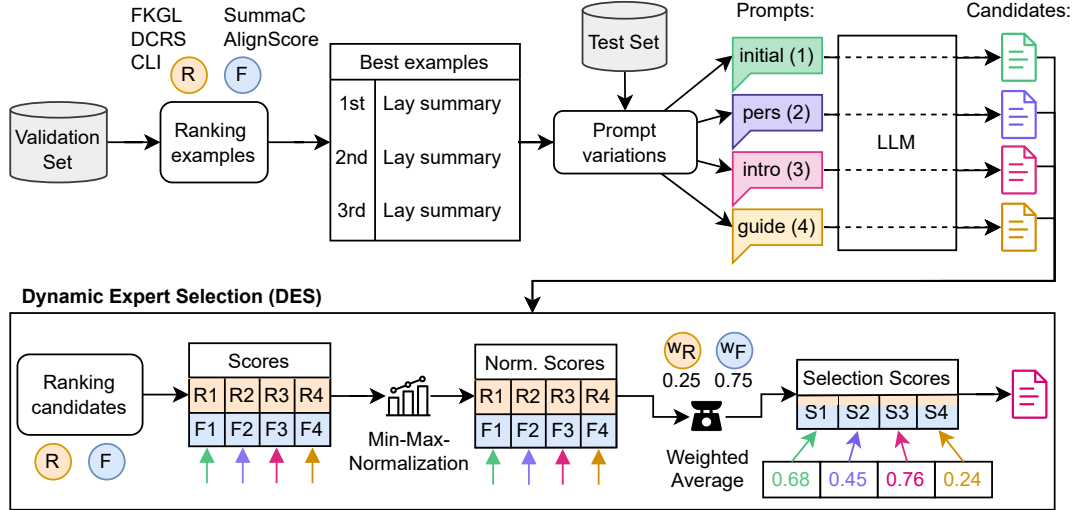 FKGL
DCRS
CLI
R
SummaC
AlignScore
F
Validation
Set
Ranking
examples
Best examples
1st Lay summary
2nd Lay summary
3rd Lay summary
Test Set
Prompt
variations
Prompts:
initial (1)
pers (2)
intro (3)
guide (4)
LLM
Candidates:
Dynamic Expert Selection (DES)
Ranking
candidates
R F
Scores
R1 R2 R3 R4
F1 F2 F3 F4
Min-Max-
Normalization
Norm. Scores
R1 R2 R3 R4
F1 F2 F3 F4
wR wF
0.25 0.75
Weighted
Average
Selection Scores
S1 S2 S3 S4
0.68 0.45 0.76 0.24